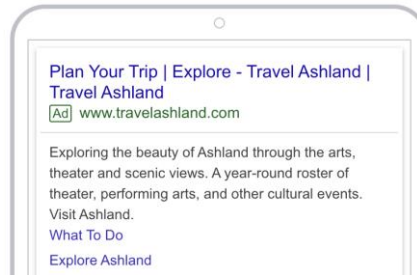 Plan Your Trip | Explore - Travel Ashland |
Travel Ashland
Ad www.travelashland.com
Exploring the beauty of Ashland through the arts,
theater and scenic views. A year-round roster of
theater, performing arts, and other cultural events.
Visit Ashland.
What To Do
Explore Ashland